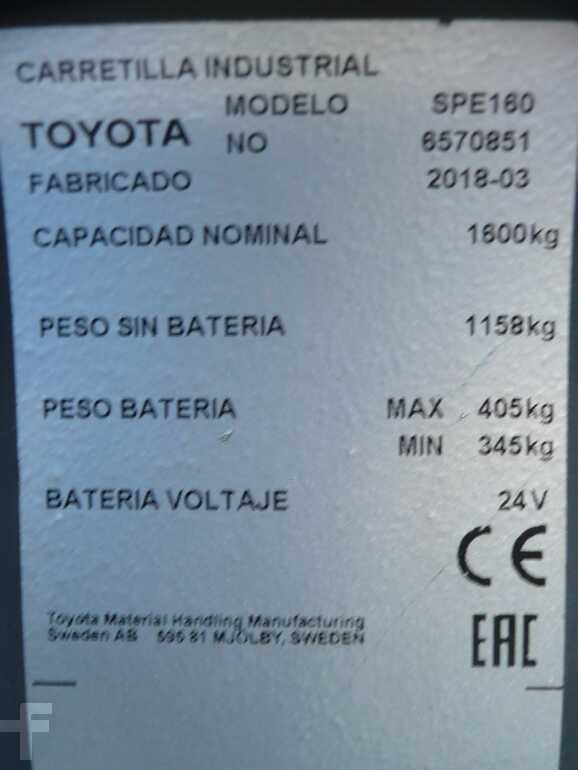 CARRETILLA INDUSTRIAL
TOYOTA MODELO SPE160
NO 6570851
FABRICADO 2018-03
CAPACIDAD NOMINAL 1600kg
PESO SIN BATERIA 1158kg
PESO BATERIA MAX 405kg
MIN 345kg
BATERIA VOLTAJE 24V
CE
Toyota Material Handling Manufacturing
Sweden AB 595 81 MJOLBY, SWEDEN
EAC
F